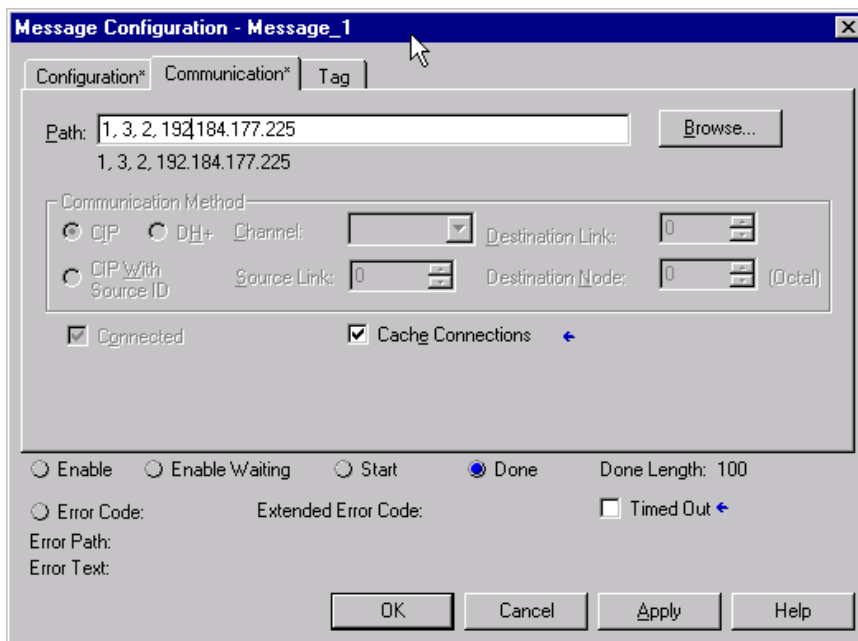 Message Configuration - Message_1
Configuration* Communication* Tag
Path: 1, 3, 2, 192.184.177.225 Browse...
1, 3, 2, 192.184.177.225
Communication Method
CIP DH+ Channel: Destination Link: 0
CIP With
Source ID Source Link: 0 Destination Node: 0 (Octal)
Connected Cache Connections
Enable Enable Waiting Start Done Done Length: 100
Error Code: Extended Error Code: Timed Out
Error Path:
Error Text:
OK Cancel Apply Help